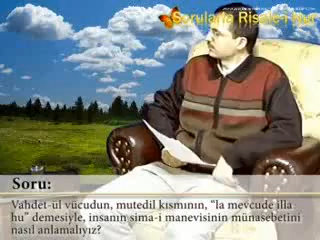 Sorularla Risale-i Nur
Soru:
Vahdet-ül vücudun, mutedil kısmının, “la mevcude illa
hu” demesiyle, insanın sima-i manevisinin münasebetini
nasıl anlamalıyız?